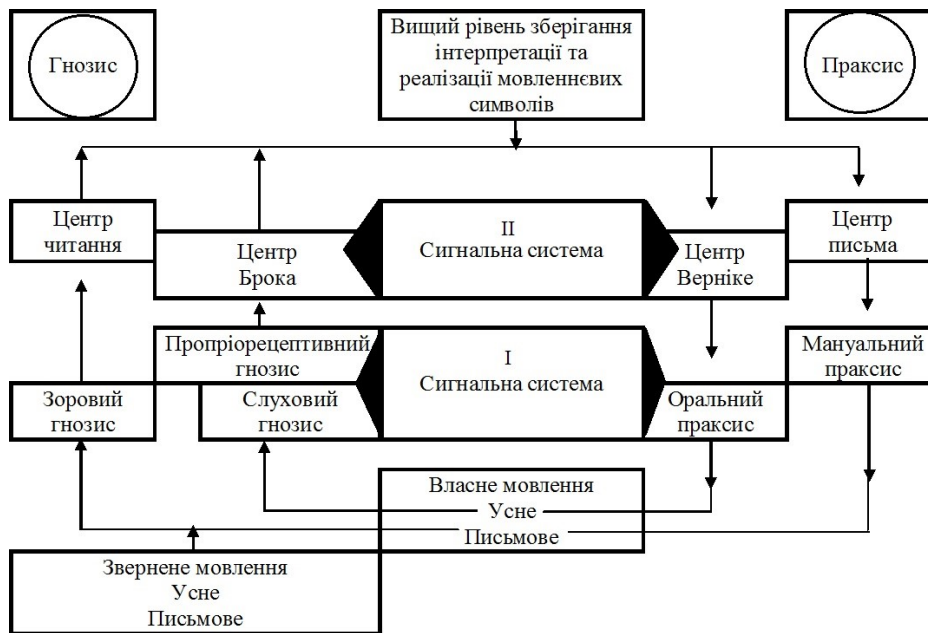 Гнозис
Вищий рівень зберігання
інтерпретації та
реалізації мовленнєвих
символів
Праксис
Центр
читання
Центр
Брока
ІІ
Сигнальна система
Центр
Верніке
Центр
письма
Пропріорецептивний
гнозис
І
Сигнальна система
Мануальний
праксис
Зоровий
гнозис
Слуховий
гнозис
Оральний
праксис
Власне мовлення
Усне
Письмове
Звернене мовлення
Усне
Письмове